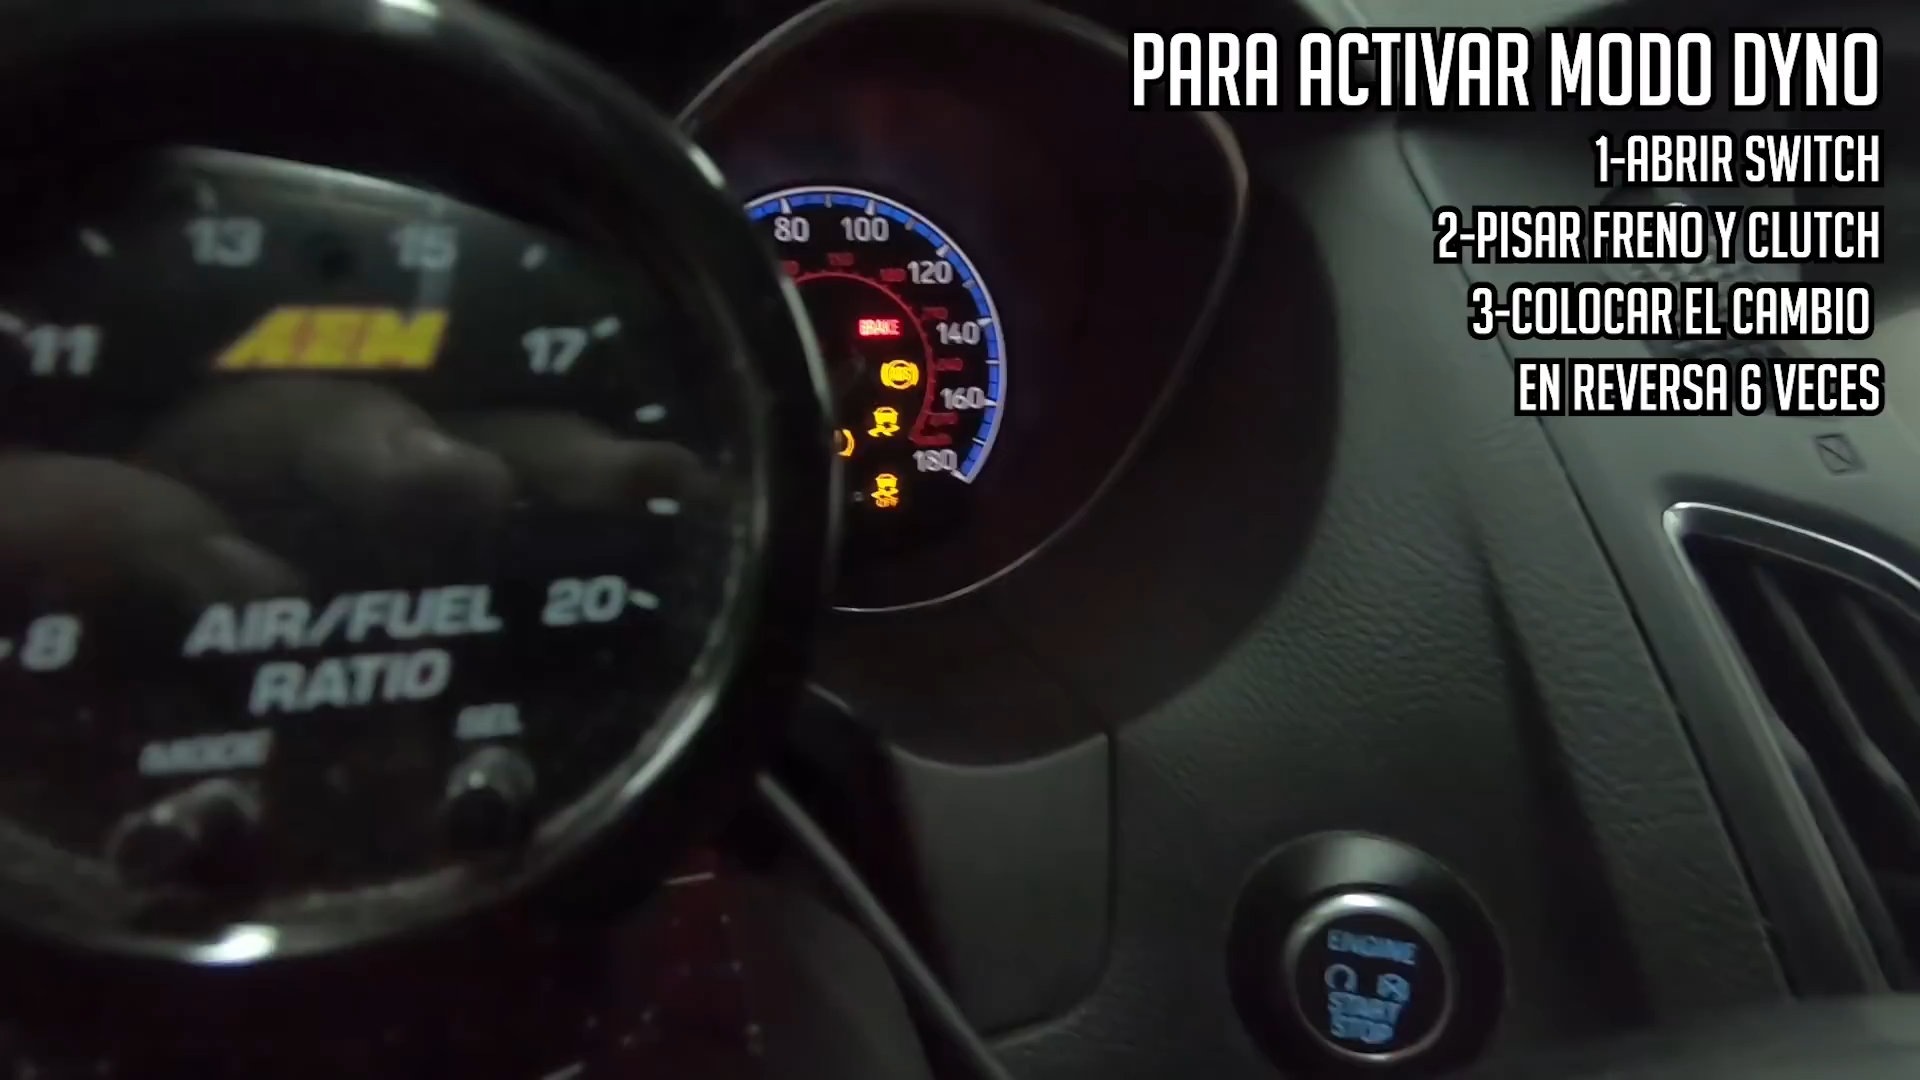 PARA ACTIVAR MODO DYNO
1-ABRIR SWITCH
2-PISAR FRENO Y CLUTCH
3-COLOCAR EL CAMBIO
EN REVERSA 6 VECES
80 100 120 140 160 180
BRAKE
ABS
OFF
8 11 13 15 17 20
AEM
AIR/FUEL
RATIO
MODE SEL
ENGINE
START
STOP